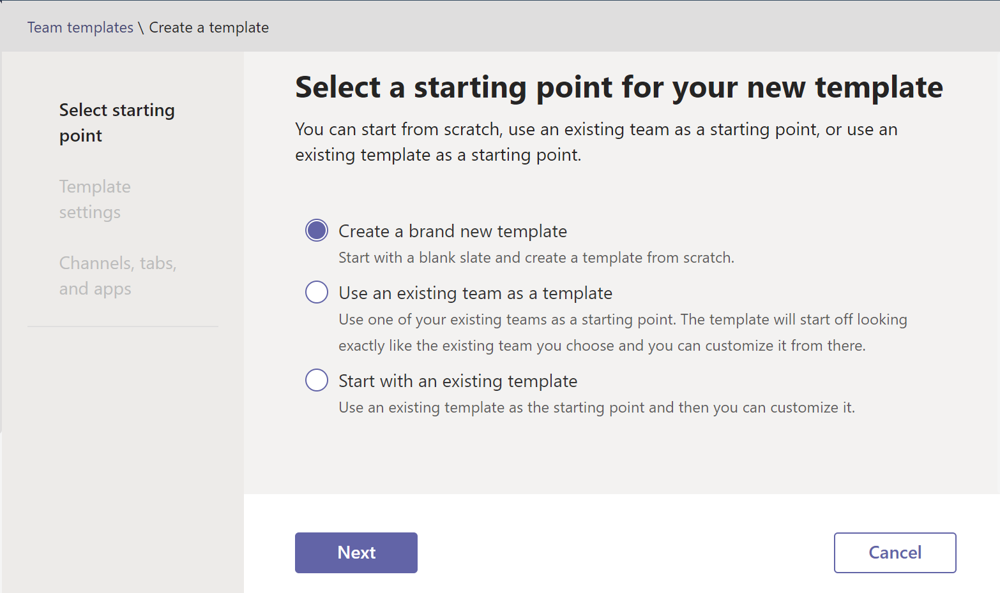 Team templates \ Create a template
Select starting
point
Template
settings
Channels, tabs,
and apps
Select a starting point for your new template
You can start from scratch, use an existing team as a starting point, or use an
existing template as a starting point.
Create a brand new template
Start with a blank slate and create a template from scratch.
Use an existing team as a template
Use one of your existing teams as a starting point. The template will start off looking
exactly like the existing team you choose and you can customize it from there.
Start with an existing template
Use an existing template as the starting point and then you can customize it.
Next
Cancel